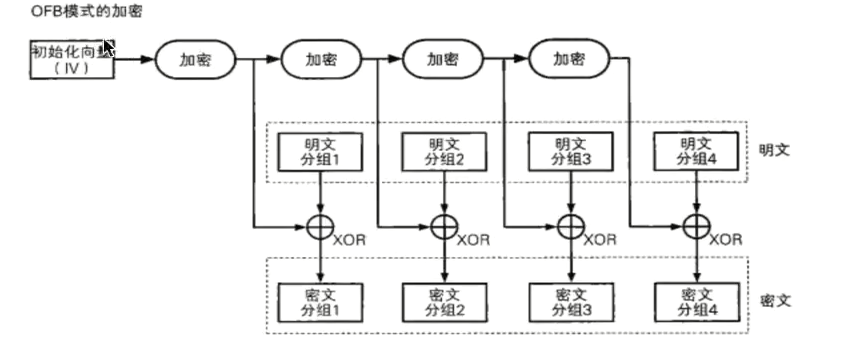 OFB模式的加密
初始化向量
（IV）
加密
加密
加密
加密
明文
分组1
明文
分组2
明文
分组3
明文
分组4
明文
XOR
XOR
XOR
XOR
密文
分组1
密文
分组2
密文
分组3
密文
分组4
密文